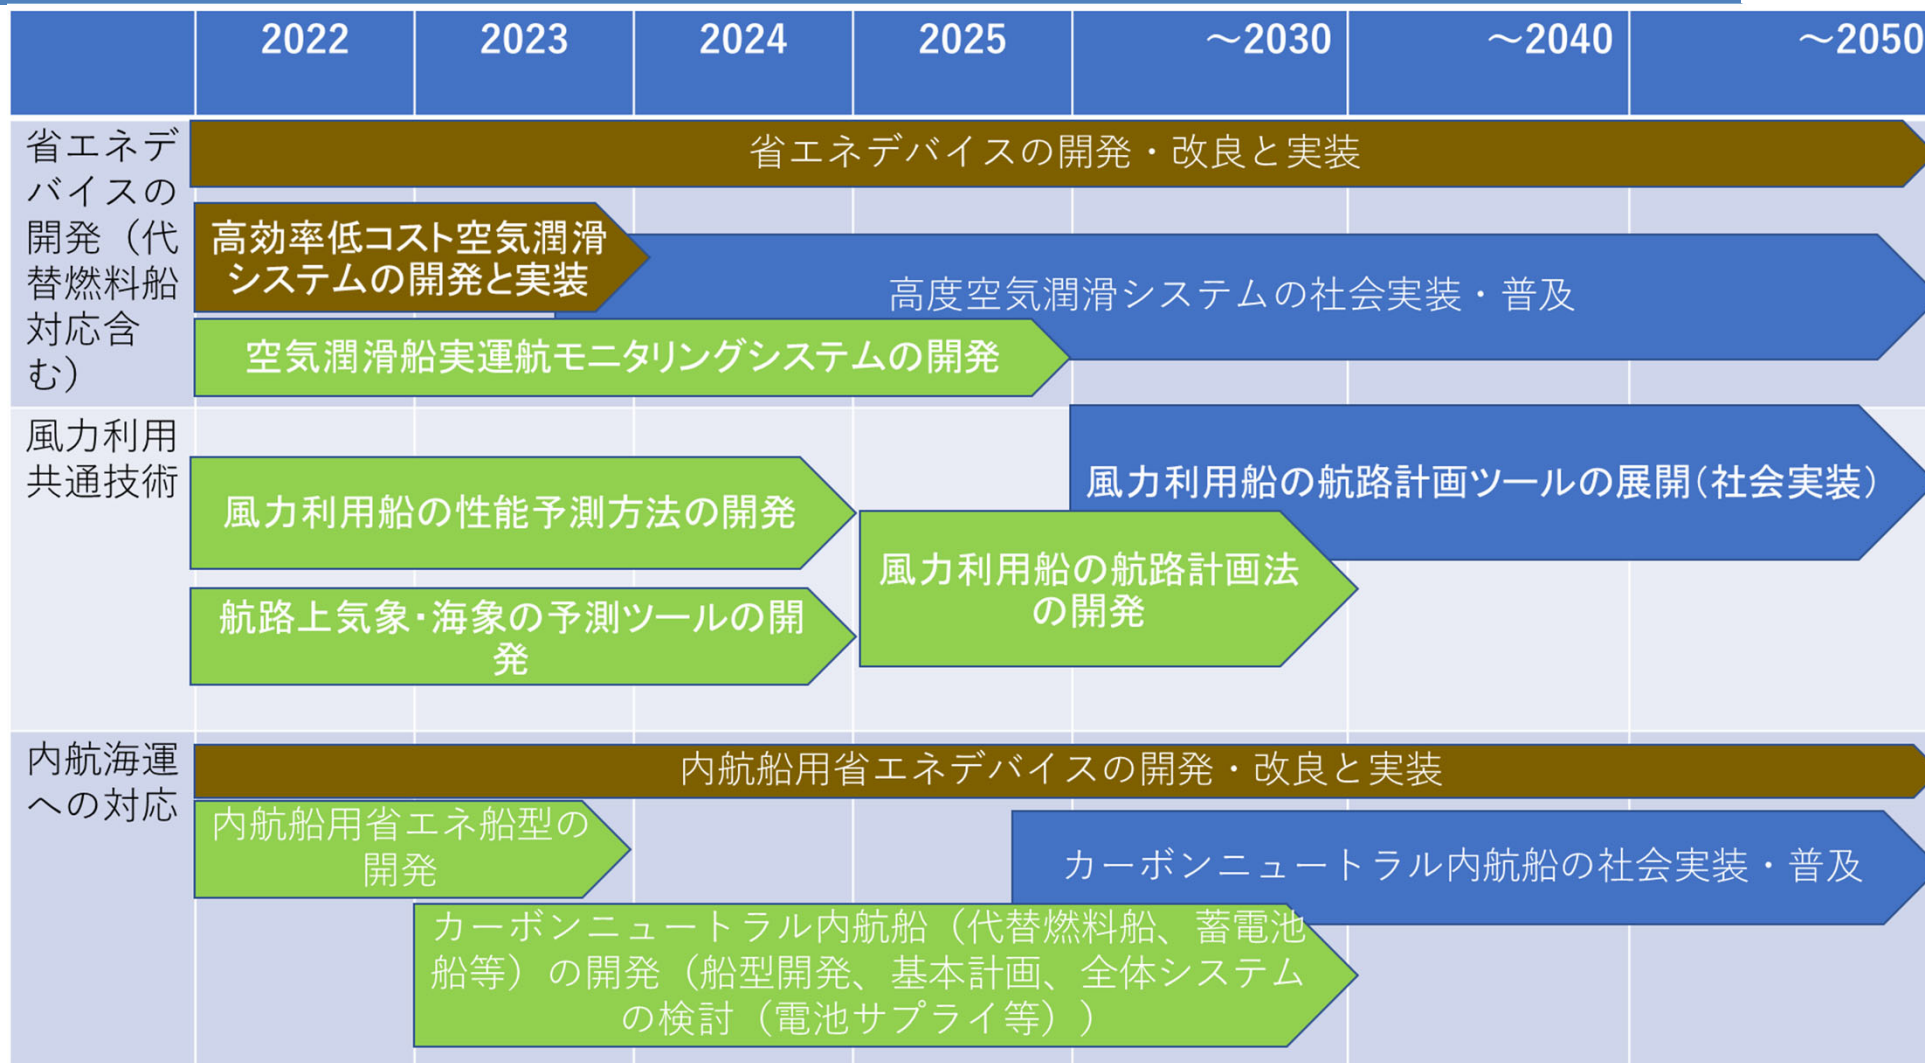 2022 2023 2024 2025 ～2030 ～2040 ～2050
省エネデ
バイスの
開発（代
替燃料船
対応含
む）
省エネデバイスの開発・改良と実装
高効率低コスト空気潤滑
システムの開発と実装
高度空気潤滑システムの社会実装・普及
空気潤滑船実運航モニタリングシステムの開発
風力利用
共通技術
風力利用船の航路計画ツールの展開（社会実装）
風力利用船の性能予測方法の開発
風力利用船の航路計画法
の開発
航路上気象・海象の予測ツールの開
発
内航海運
への対応
内航船用省エネデバイスの開発・改良と実装
内航船用省エネ船型の
開発
カーボンニュートラル内航船の社会実装・普及
カーボンニュートラル内航船（代替燃料船、蓄電池
船等）の開発（船型開発、基本計画、全体システム
の検討（電池サプライ等））